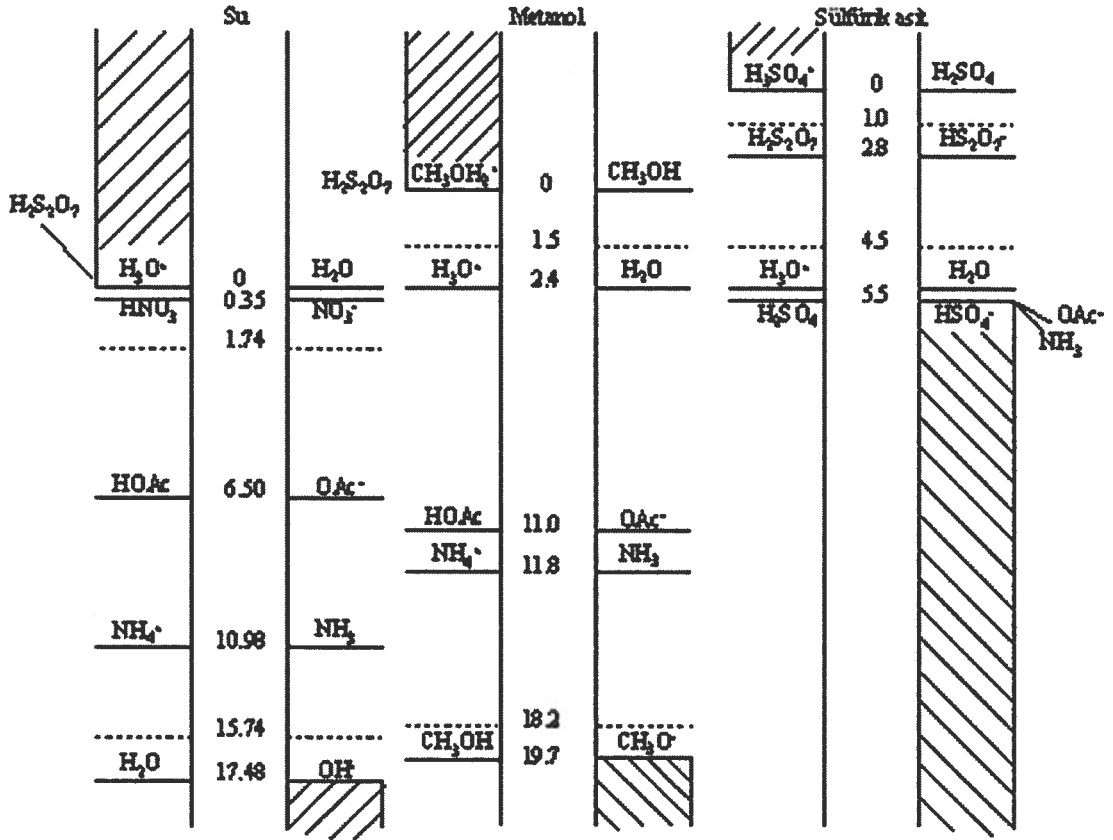 Su
H₂S₂O₇
H₃O⁺ 0 H₂O
HNO₃ 0.35 NO₃⁻
1.74
HOAc 6.50 OAc⁻
NH₄⁺ 10.98 NH₃
15.74
H₂O 17.48 OH⁻
Metanol
H₂S₂O₇
CH₃OH₂⁺ 0 CH₃OH
1.5
H₃O⁺ 2.4 H₂O
HOAc 11.0 OAc⁻
NH₄⁺ 11.8 NH₃
18.2
CH₃OH 19.7 CH₃O⁻
Sülfürik asit
H₃SO₄⁺ 0 H₂SO₄
1.0
H₂S₂O₇ 2.8 HS₂O₇⁻
4.5
H₃O⁺ H₂O
5.5
H₂SO₄ HSO₄⁻
OAc⁻
NH₃